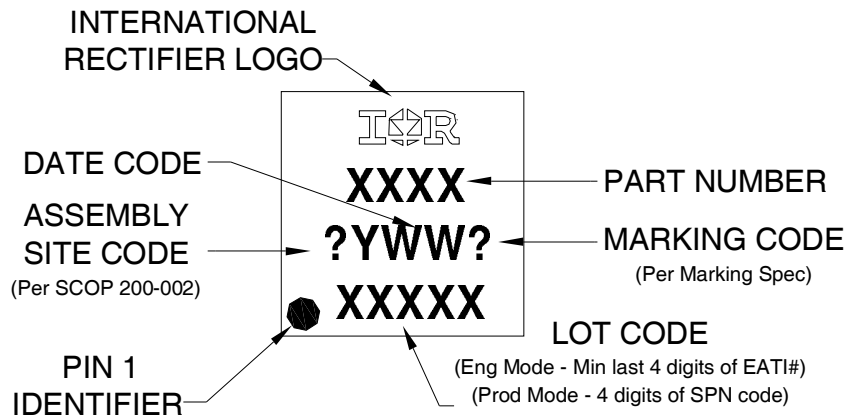 INTERNATIONAL
RECTIFIER LOGO
IOR
DATE CODE
XXXX
PART NUMBER
ASSEMBLY
SITE CODE
(Per SCOP 200-002)
?YWW?
MARKING CODE
(Per Marking Spec)
XXXXX
PIN 1
IDENTIFIER
LOT CODE
(Eng Mode - Min last 4 digits of EATI#)
(Prod Mode - 4 digits of SPN code)